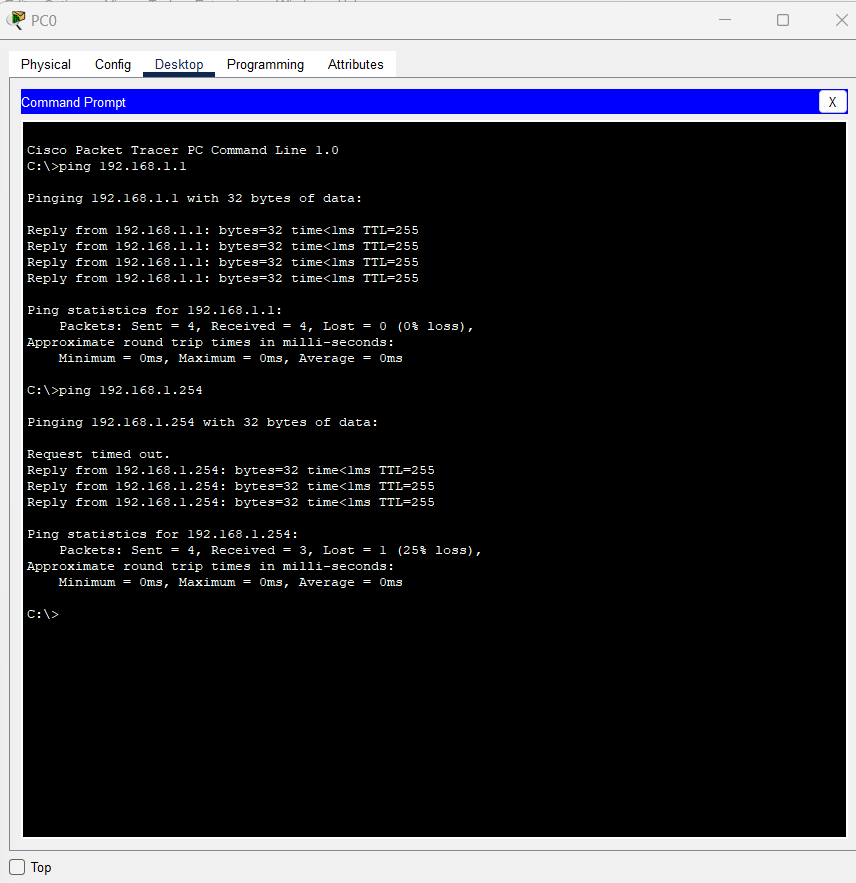 PC0
Physical Config Desktop Programming Attributes
Command Prompt X
Cisco Packet Tracer PC Command Line 1.0
C:\>ping 192.168.1.1
Pinging 192.168.1.1 with 32 bytes of data:
Reply from 192.168.1.1: bytes=32 time<1ms TTL=255
Reply from 192.168.1.1: bytes=32 time<1ms TTL=255
Reply from 192.168.1.1: bytes=32 time<1ms TTL=255
Reply from 192.168.1.1: bytes=32 time<1ms TTL=255
Ping statistics for 192.168.1.1:
Packets: Sent = 4, Received = 4, Lost = 0 (0% loss),
Approximate round trip times in milli-seconds:
Minimum = 0ms, Maximum = 0ms, Average = 0ms
C:\>ping 192.168.1.254
Pinging 192.168.1.254 with 32 bytes of data:
Request timed out.
Reply from 192.168.1.254: bytes=32 time<1ms TTL=255
Reply from 192.168.1.254: bytes=32 time<1ms TTL=255
Reply from 192.168.1.254: bytes=32 time<1ms TTL=255
Ping statistics for 192.168.1.254:
Packets: Sent = 4, Received = 3, Lost = 1 (25% loss),
Approximate round trip times in milli-seconds:
Minimum = 0ms, Maximum = 0ms, Average = 0ms
C:\>
Top